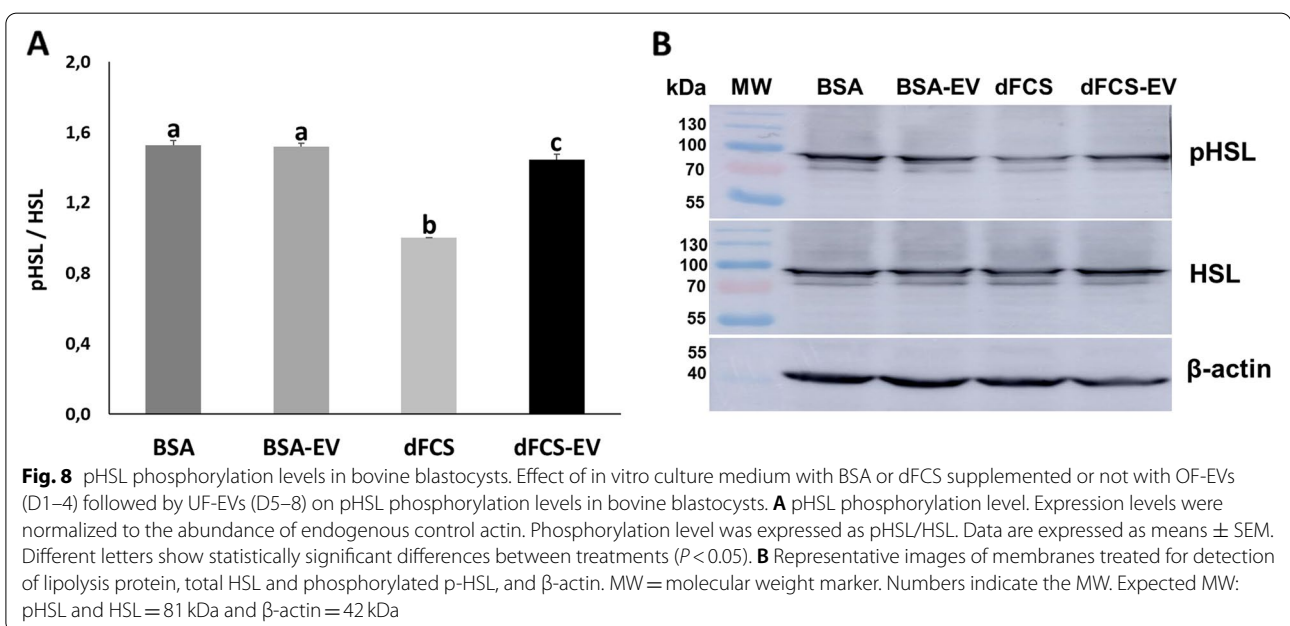 A
2,0
1,6
1,2
0,8
0,4
0,0
pHSL / HSL
a
a
b
c
BSA BSA-EV dFCS dFCS-EV
B
kDa MW BSA BSA-EV dFCS dFCS-EV
130
100
70
55
pHSL
130
100
70
55
HSL
55
40
β-actin
Fig. 8 pHSL phosphorylation levels in bovine blastocysts. Effect of in vitro culture medium with BSA or dFCS supplemented or not with OF-EVs
(D1–4) followed by UF-EVs (D5–8) on pHSL phosphorylation levels in bovine blastocysts. A pHSL phosphorylation level. Expression levels were
normalized to the abundance of endogenous control actin. Phosphorylation level was expressed as pHSL/HSL. Data are expressed as means ± SEM.
Different letters show statistically significant differences between treatments (P < 0.05). B Representative images of membranes treated for detection
of lipolysis protein, total HSL and phosphorylated p-HSL, and β-actin. MW = molecular weight marker. Numbers indicate the MW. Expected MW:
pHSL and HSL = 81 kDa and β-actin = 42 kDa